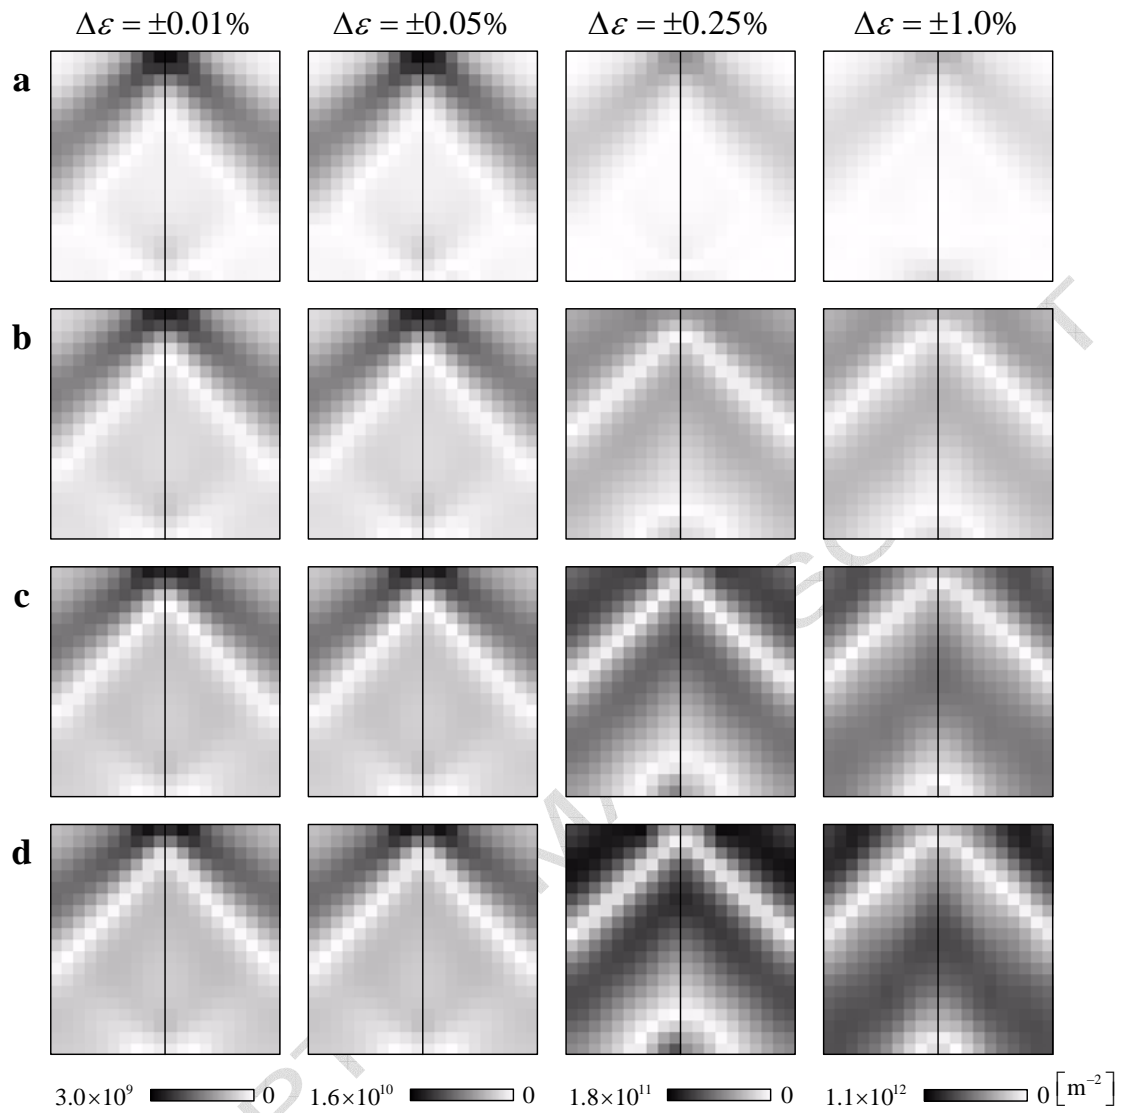 Δε = ±0.01% Δε = ±0.05% Δε = ±0.25% Δε = ±1.0%
a
b
c
d
3.0×10⁹ 0 1.6×10¹⁰ 0 1.8×10¹¹ 0 1.1×10¹² 0 [m⁻²]